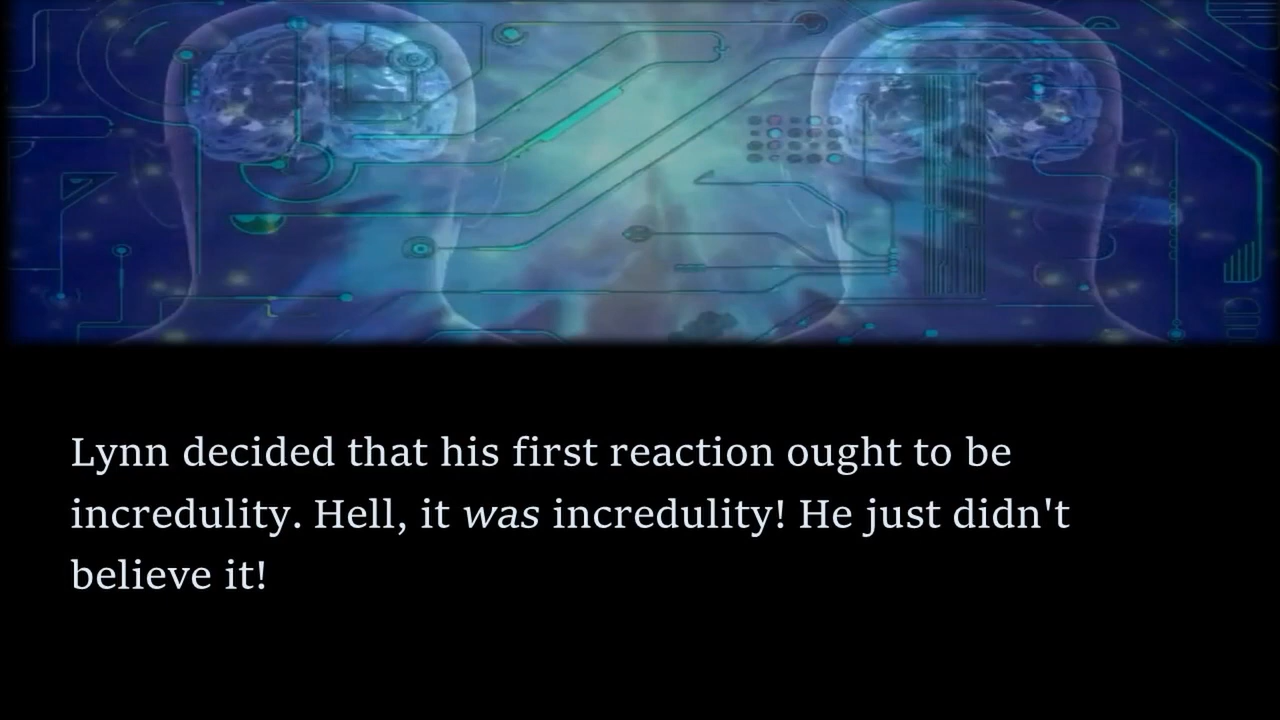 Lynn decided that his first reaction ought to be
incredulity. Hell, it was incredulity! He just didn't
believe it!